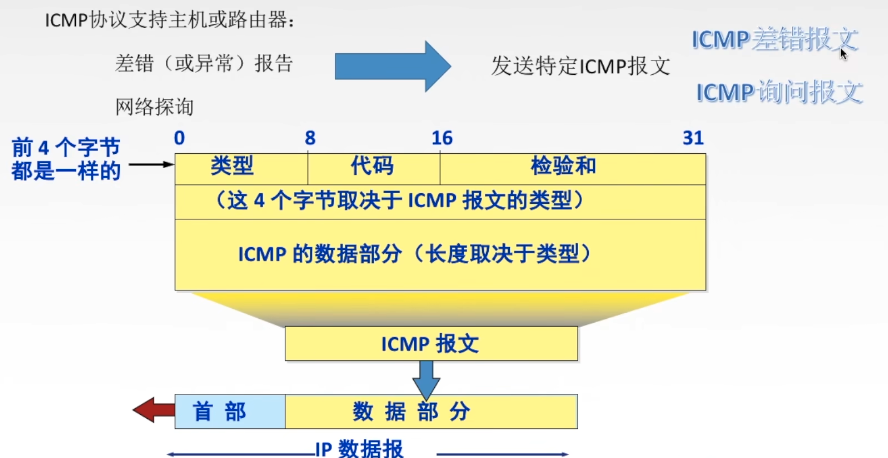 ICMP协议支持主机或路由器：
差错（或异常）报告
网络探询
发送特定ICMP报文
ICMP差错报文
ICMP询问报文
前 4 个字节
都是一样的
0 8 16 31
类型 代码 检验和
（这 4 个字节取决于 ICMP 报文的类型）
ICMP 的数据部分（长度取决于类型）
ICMP 报文
首 部 数 据 部 分
IP 数据报